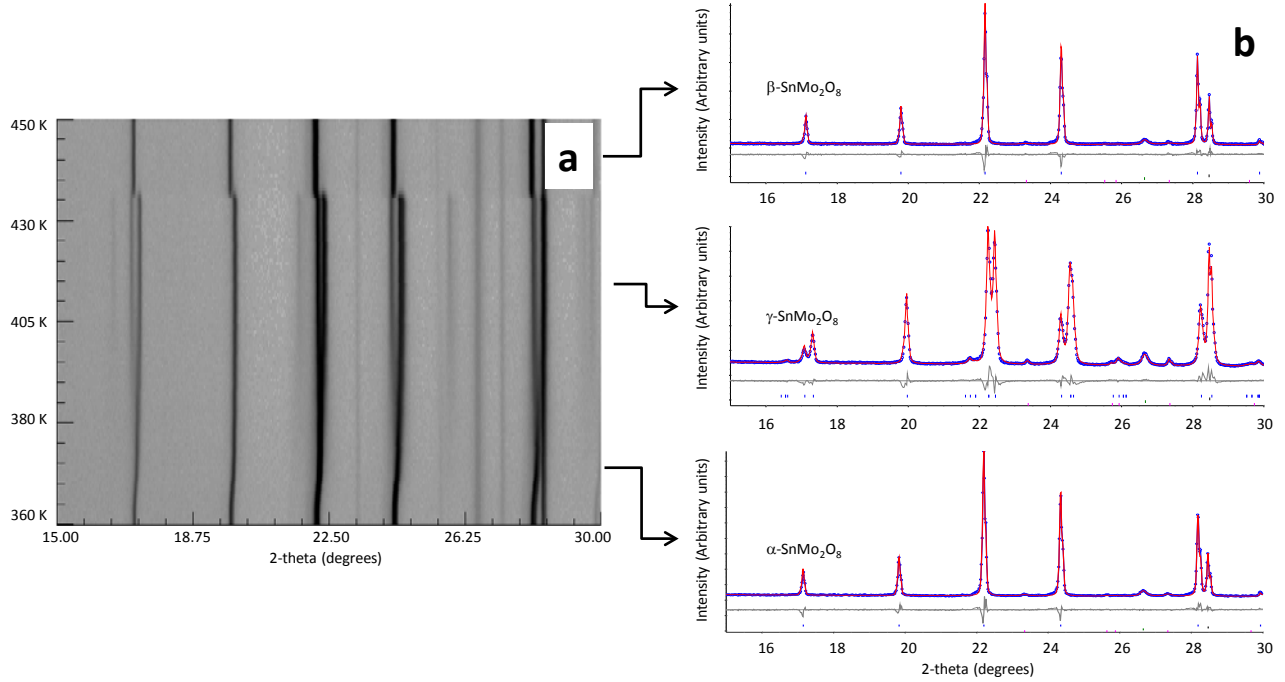 a
450 K
430 K
405 K
380 K
360 K
15.00 18.75 22.50 26.25 30.00
2-theta (degrees)
b
β-SnMo₂O₈
Intensity (Arbitrary units)
16 18 20 22 24 26 28 30
γ-SnMo₂O₈
Intensity (Arbitrary units)
16 18 20 22 24 26 28 30
α-SnMo₂O₈
Intensity (Arbitrary units)
16 18 20 22 24 26 28 30
2-theta (degrees)